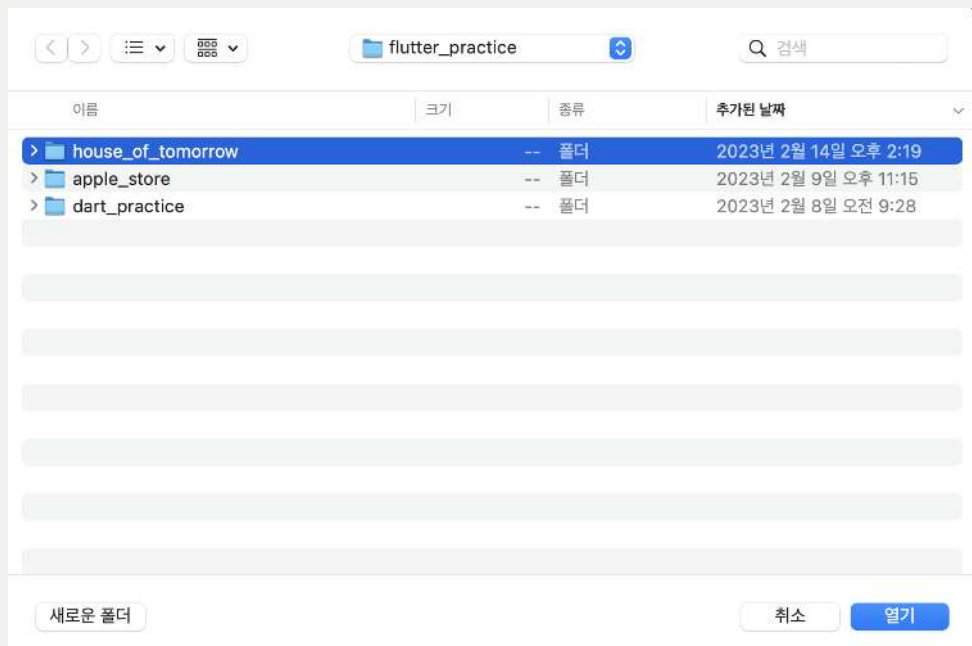 flutter_practice
검색
이름 크기 종류 추가된 날짜
house_of_tomorrow -- 폴더 2023년 2월 14일 오후 2:19
apple_store -- 폴더 2023년 2월 9일 오후 11:15
dart_practice -- 폴더 2023년 2월 8일 오전 9:28
새로운 폴더 취소 열기